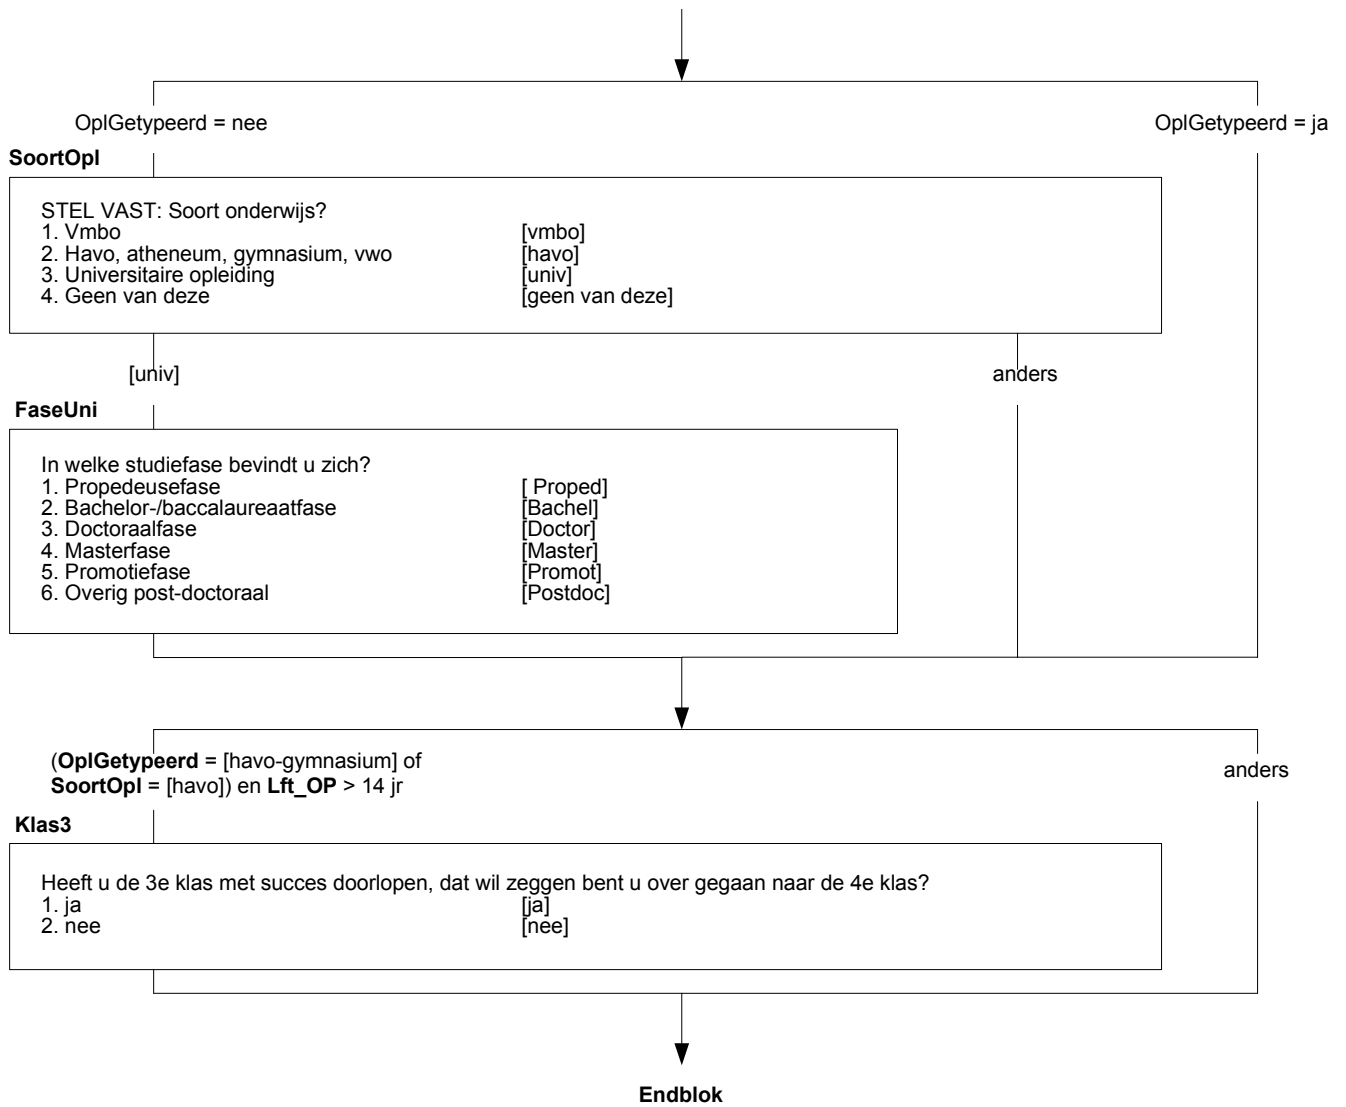 OplGetypeerd = nee
OplGetypeerd = ja
SoortOpl
STEL VAST: Soort onderwijs?
1. Vmbo [vmbo]
2. Havo, atheneum, gymnasium, vwo [havo]
3. Universitaire opleiding [univ]
4. Geen van deze [geen van deze]
[univ]
anders
FaseUni
In welke studiefase bevindt u zich?
1. Propedeusefase [ Proped]
2. Bachelor-/baccalaureaatfase [Bachel]
3. Doctoraalfase [Doctor]
4. Masterfase [Master]
5. Promotiefase [Promot]
6. Overig post-doctoraal [Postdoc]
(OplGetypeerd = [havo-gymnasium] of
SoortOpl = [havo]) en Lft_OP > 14 jr
anders
Klas3
Heeft u de 3e klas met succes doorlopen, dat wil zeggen bent u over gegaan naar de 4e klas?
1. ja [ja]
2. nee [nee]
Endblok